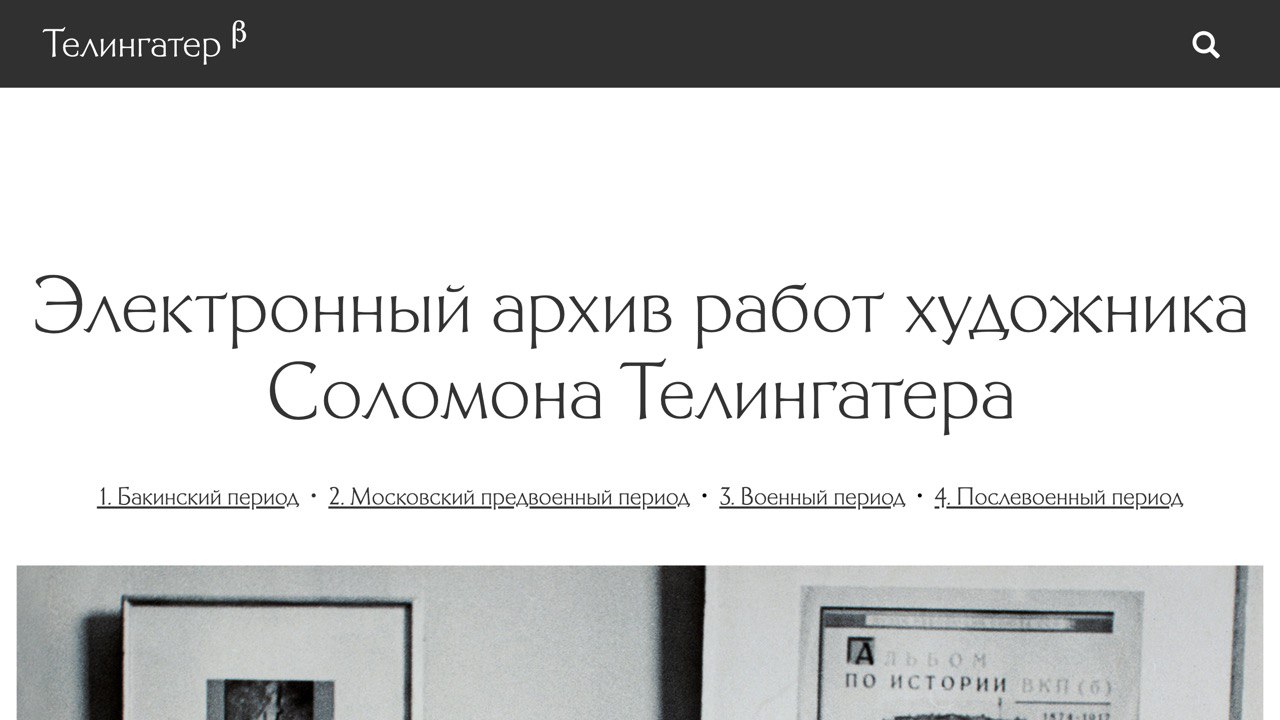 Телингатер β
Электронный архив работ художника
Соломона Телингатера
1. Бакинский период • 2. Московский предвоенный период • 3. Военный период • 4. Послевоенный период
АЛЬБОМ
ПО ИСТОРИИ ВКП(б)